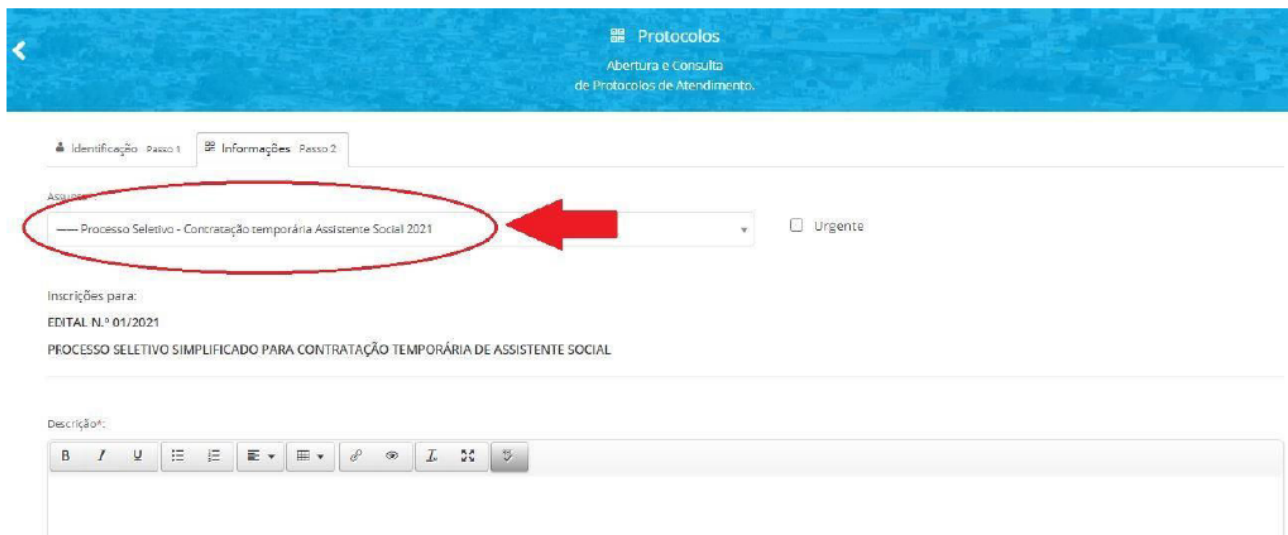 Protocolos
Abertura e Consulta
de Protocolos de Atendimento.
Identificação Passo 1 Informações Passo 2
Assunto*:
--- Processo Seletivo - Contratação temporária Assistente Social 2021
Urgente
Inscrições para:
EDITAL N.º 01/2021
PROCESSO SELETIVO SIMPLIFICADO PARA CONTRATAÇÃO TEMPORÁRIA DE ASSISTENTE SOCIAL
Descrição*:
B I U